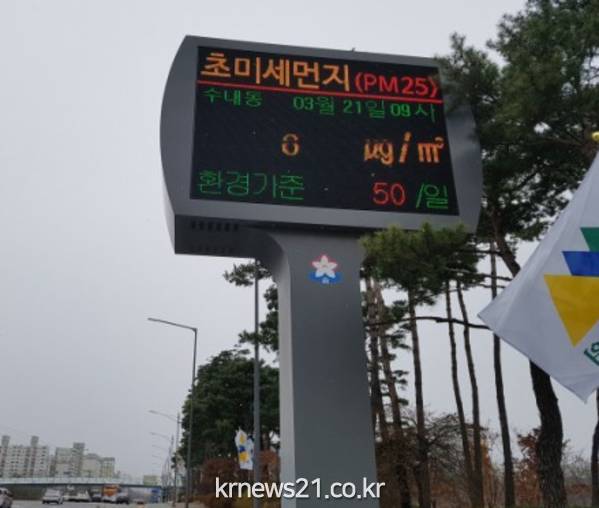 초미세먼지(PM25)
수내동 03월 21일 09시
6 ㎍/㎥
환경기준 50/일
krnews21.co.kr